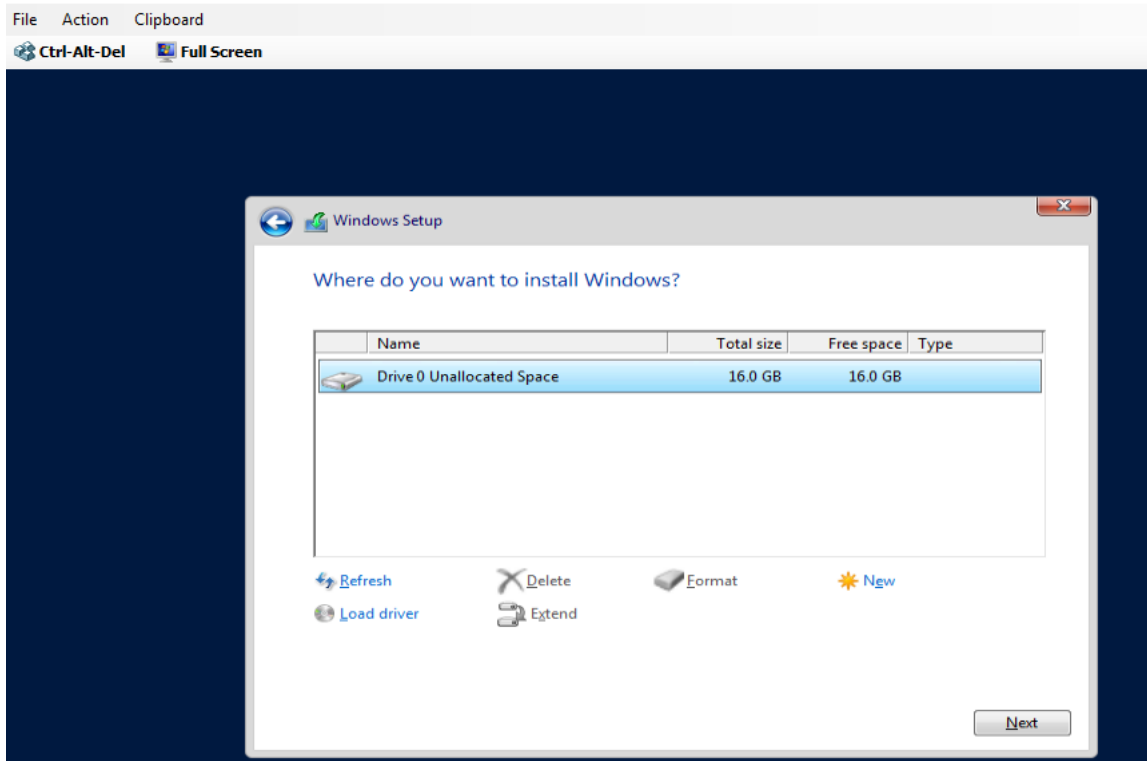 File Action Clipboard
Ctrl-Alt-Del Full Screen
Windows Setup
Where do you want to install Windows?
Name Total size Free space Type
Drive 0 Unallocated Space 16.0 GB 16.0 GB
Refresh Delete Format New
Load driver Extend
Next